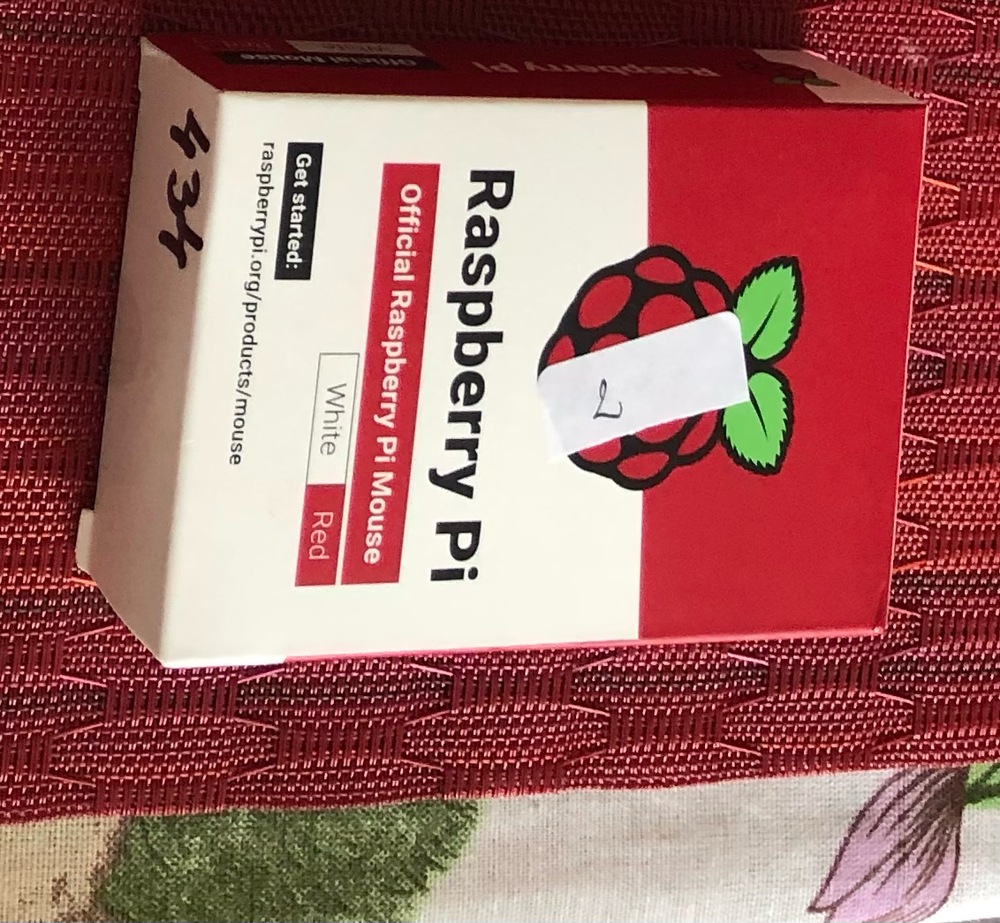 Raspberry Pi
Official Raspberry Pi Mouse
White Red
Get started:
raspberrypi.org/products/mouse
434
2
Raspberry Pi
Official Mouse
White